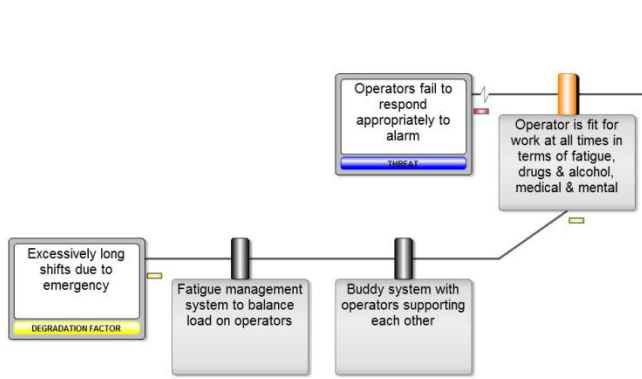 Operators fail to
respond
appropriately to
alarm
THREAT
Operator is fit for
work at all times in
terms of fatigue,
drugs & alcohol,
medical & mental
Excessively long
shifts due to
emergency
DEGRADATION FACTOR
Fatigue management
system to balance
load on operators
Buddy system with
operators supporting
each other